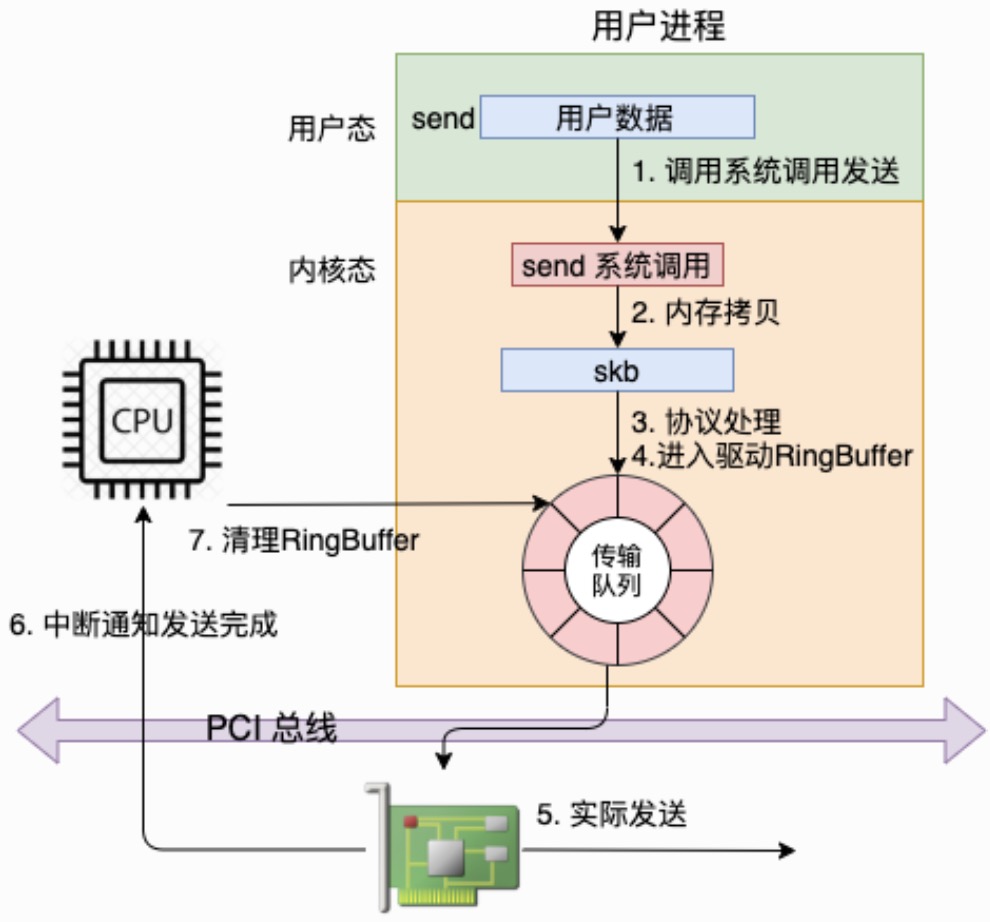 用户进程
用户态
send
用户数据
1. 调用系统调用发送
内核态
send 系统调用
2. 内存拷贝
skb
CPU
3. 协议处理
4.进入驱动RingBuffer
7. 清理RingBuffer
传输
队列
6. 中断通知发送完成
PCI 总线
5. 实际发送